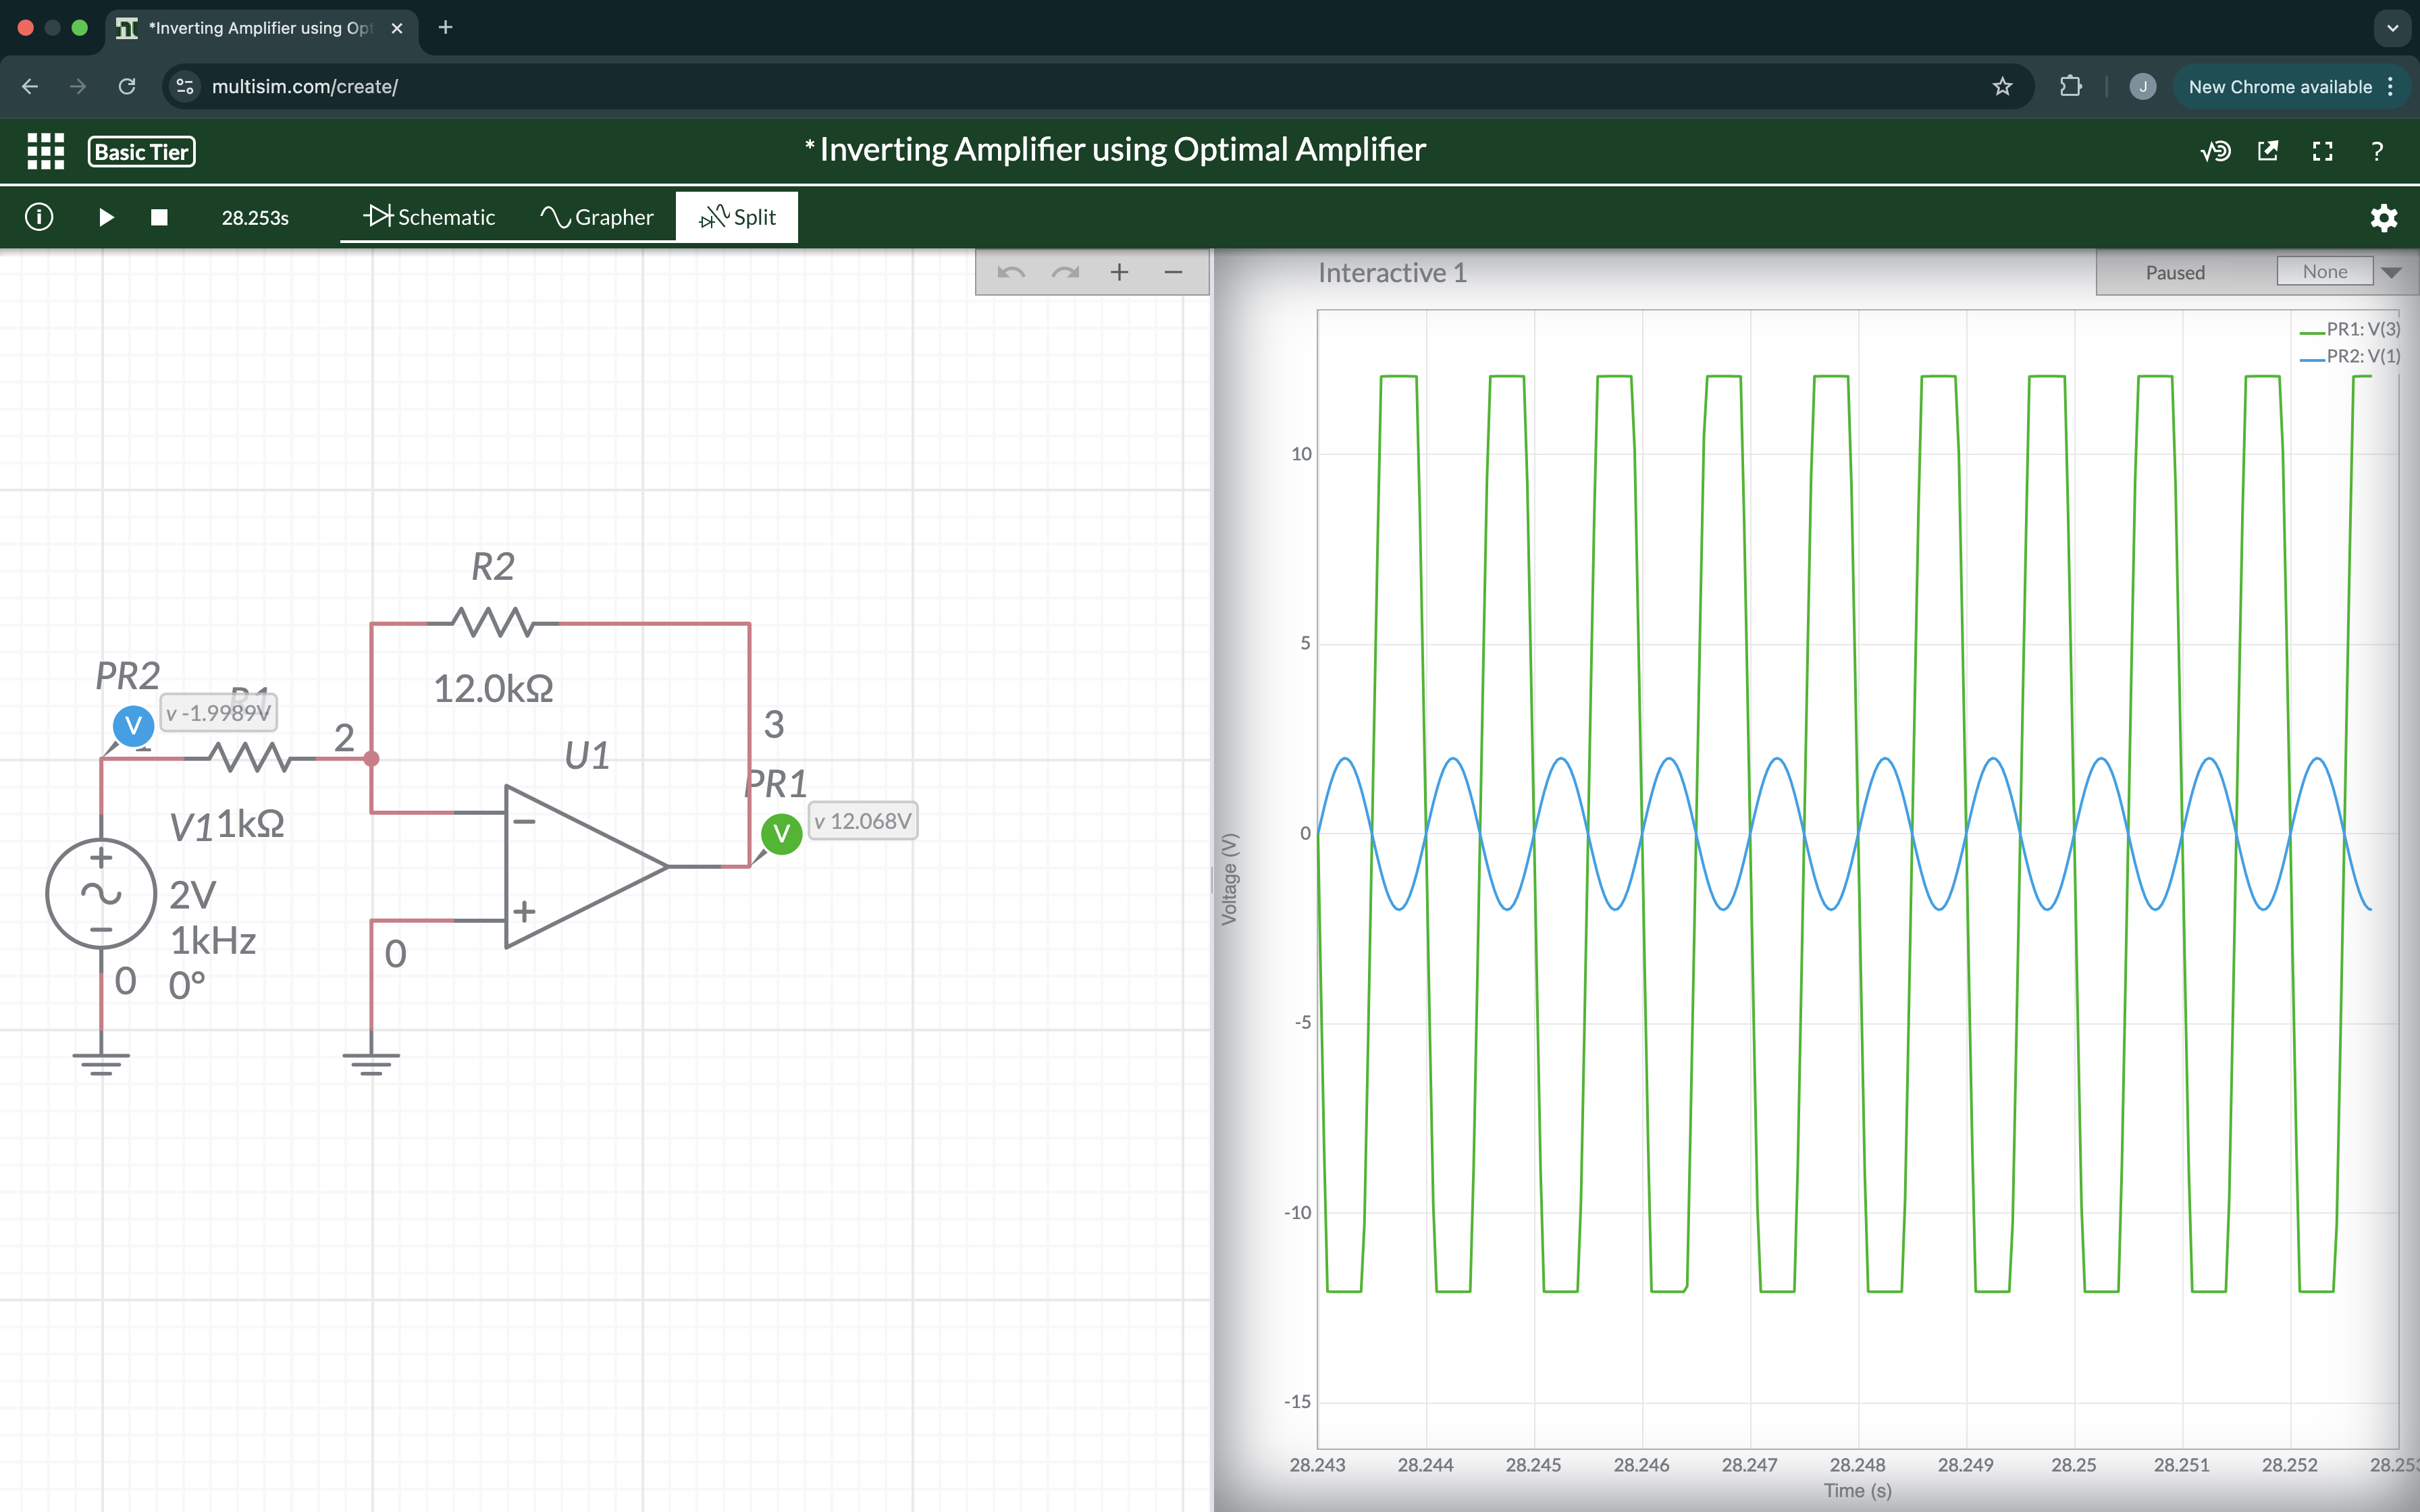 *Inverting Amplifier using Opt
multisim.com/create/
J
New Chrome available
Basic Tier
*Inverting Amplifier using Optimal Amplifier
?
28.253s
Schematic
Grapher
Split
Interactive 1
Paused
None
PR1: V(3)
PR2: V(1)
R2
12.0kΩ
PR2
R1
V
v -1.9989V
1
2
U1
3
PR1
V
v 12.068V
V1
1kΩ
2V
1kHz
0°
0
0
10
5
0
-5
-10
-15
Voltage (V)
28.243
28.244
28.245
28.246
28.247
28.248
28.249
28.25
28.251
28.252
28.253
Time (s)